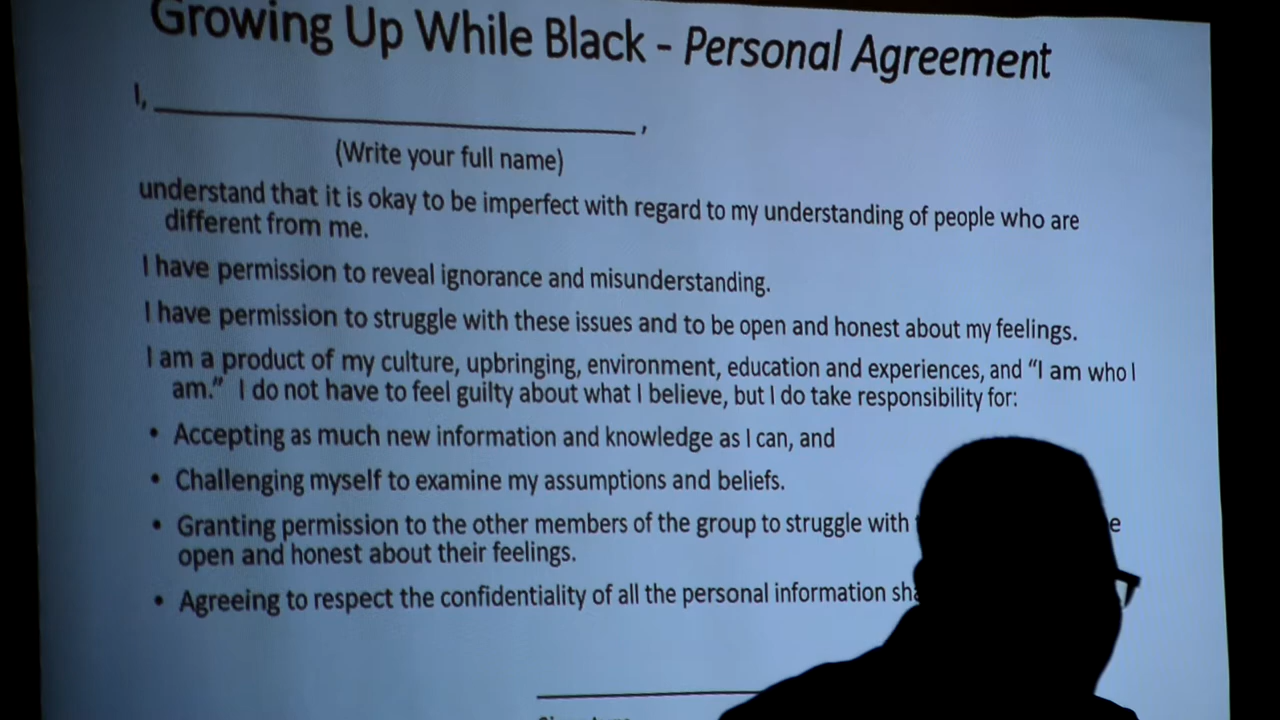 Growing Up While Black - Personal Agreement
I, ____________________,
(Write your full name)
understand that it is okay to be imperfect with regard to my understanding of people who are
different from me.
I have permission to reveal ignorance and misunderstanding.
I have permission to struggle with these issues and to be open and honest about my feelings.
I am a product of my culture, upbringing, environment, education and experiences, and “I am who I
am.” I do not have to feel guilty about what I believe, but I do take responsibility for:
• Accepting as much new information and knowledge as I can, and
• Challenging myself to examine my assumptions and beliefs.
• Granting permission to the other members of the group to struggle with
open and honest about their feelings.
• Agreeing to respect the confidentiality of all the personal information